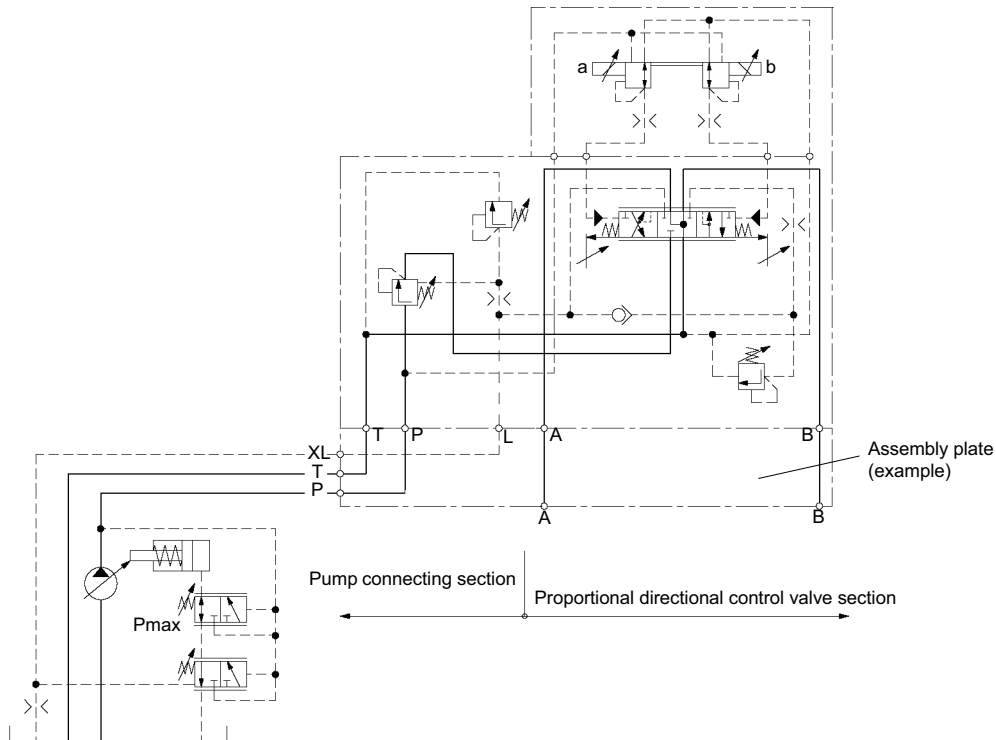 a
b
T
P
L
A
B
XL
T
P
Assembly plate
(example)
A
B
Pump connecting section
Proportional directional control valve section
Pmax